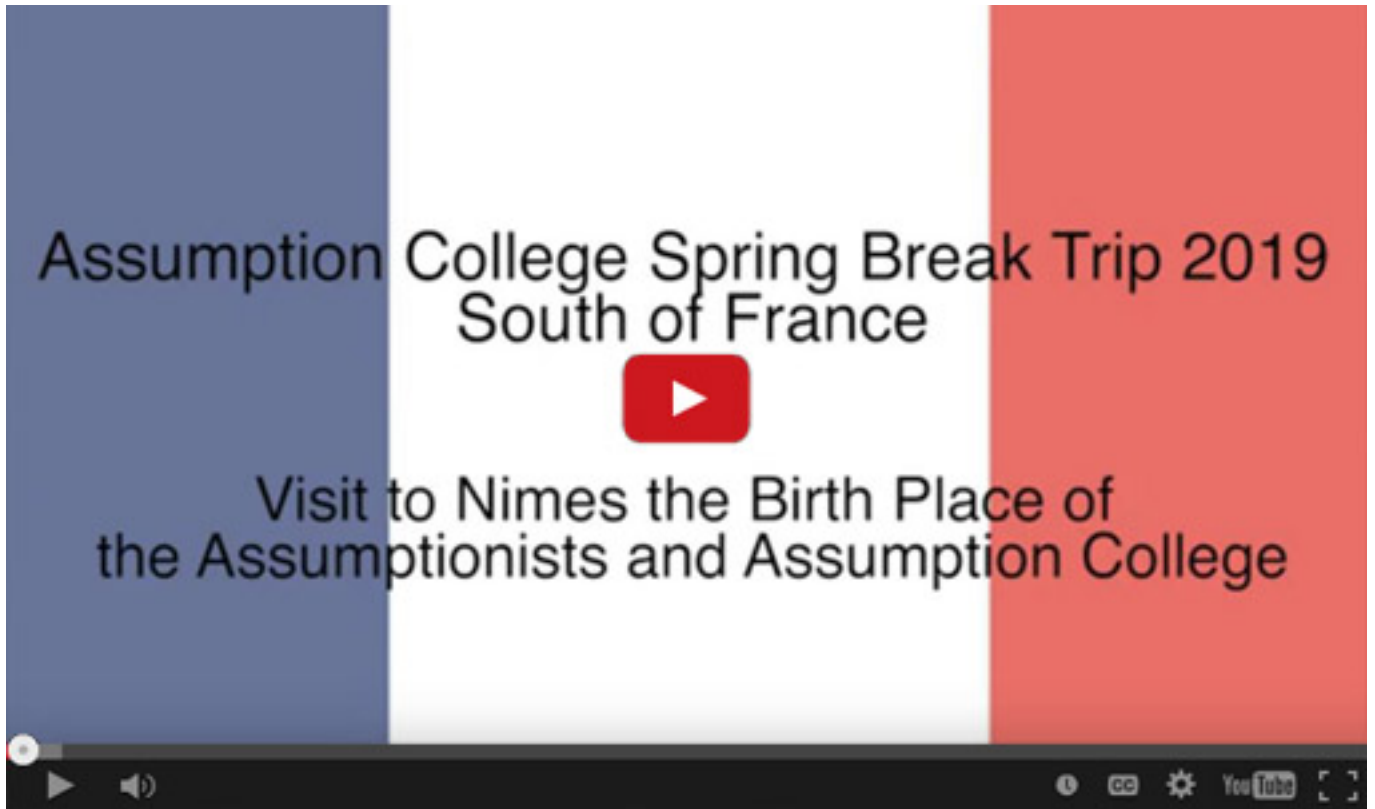 Assumption College Spring Break Trip 2019
South of France
Visit to Nimes the Birth Place of
the Assumptionists and Assumption College
CC YouTube